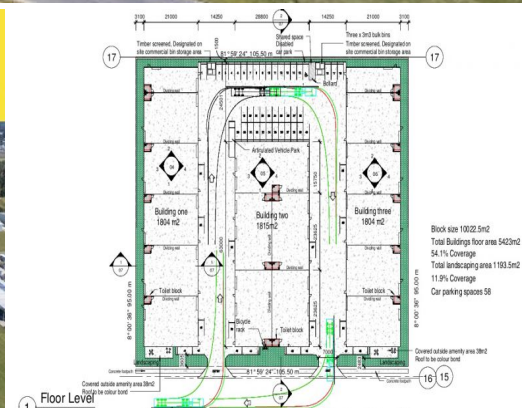 3100 21000 14250 28800 14250 21000 3100
Timber screened, Designated on
site commercial bin storage area
Shared space
Disabled
car park
Three x 3m3 bulk bins
Timber screened, Designated on
site commercial bin storage area
81° 59' 24" 105.50 m
17
17
Bollard
Dividing wall
Dividing wall
Articulated Vehicle Park
Building one
1804 m2
Building two
1815m2
Building three
1804 m2
15750
23625
23625
Block size 10022.5m2
Total Buildings floor area 5423m2
54.1% Coverage
Total landscaping area 1193.5m2
11.9% Coverage
Car parking spaces 58
8° 00' 36" 95.00 m
8° 00' 36" 95.00 m
Toilet block
Toilet block
Bicycle
rack
Toilet block
7000
Landscaping
Landscaping
Covered outside amenity area 38m2
Roof to be colour bond
Concrete footpath
81° 59' 24" 105.50 m
Concrete footpath
16 15
Covered outside amenity area 38m2
Roof to be colour bond
1 Floor Level